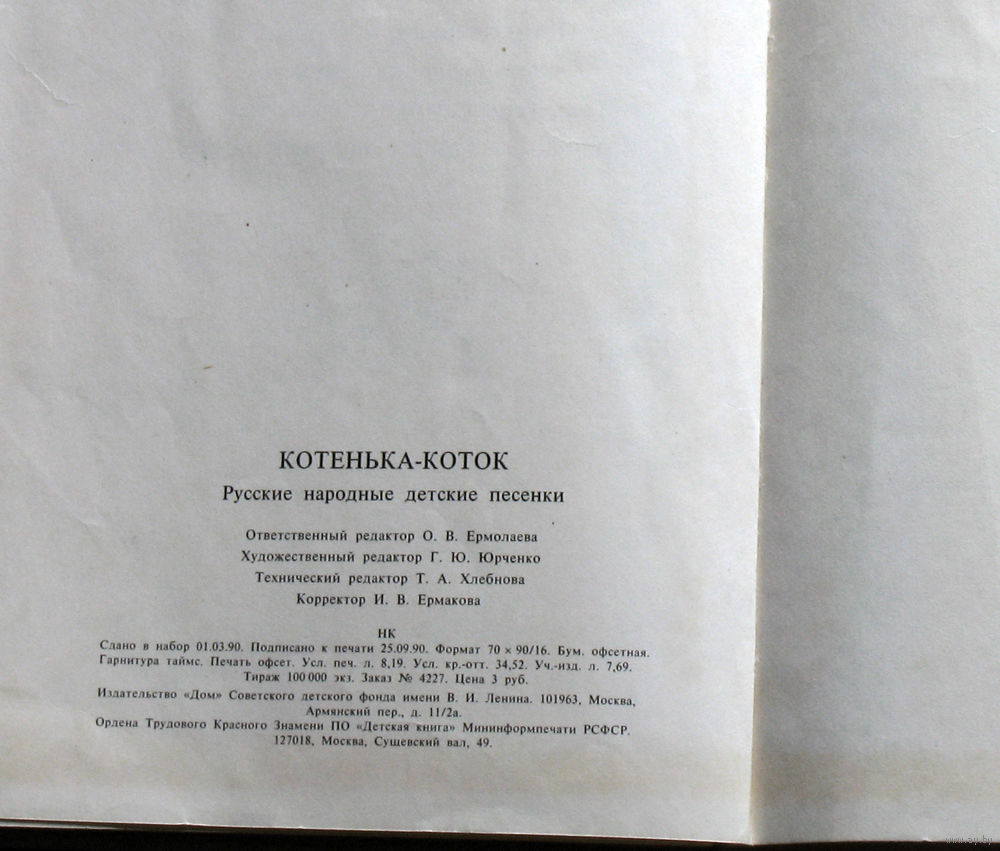 КОТЕНЬКА-КОТОК
Русские народные детские песенки
Ответственный редактор О. В. Ермолаева
Художественный редактор Г. Ю. Юрченко
Технический редактор Т. А. Хлебнова
Корректор И. В. Ермакова
НК
Сдано в набор 01.03.90. Подписано к печати 25.09.90. Формат 70 × 90/16. Бум. офсетная.
Гарнитура таймс. Печать офсет. Усл. печ. л. 8,19. Усл. кр.-отт. 34,52. Уч.-изд. л. 7,69.
Тираж 100 000 экз. Заказ № 4227. Цена 3 руб.
Издательство «Дом» Советского детского фонда имени В. И. Ленина. 101963, Москва,
Армянский пер., д. 11/2а.
Ордена Трудового Красного Знамени ПО «Детская книга» Мининформпечати РСФСР.
127018, Москва, Сущевский вал, 49.
www.ay.by